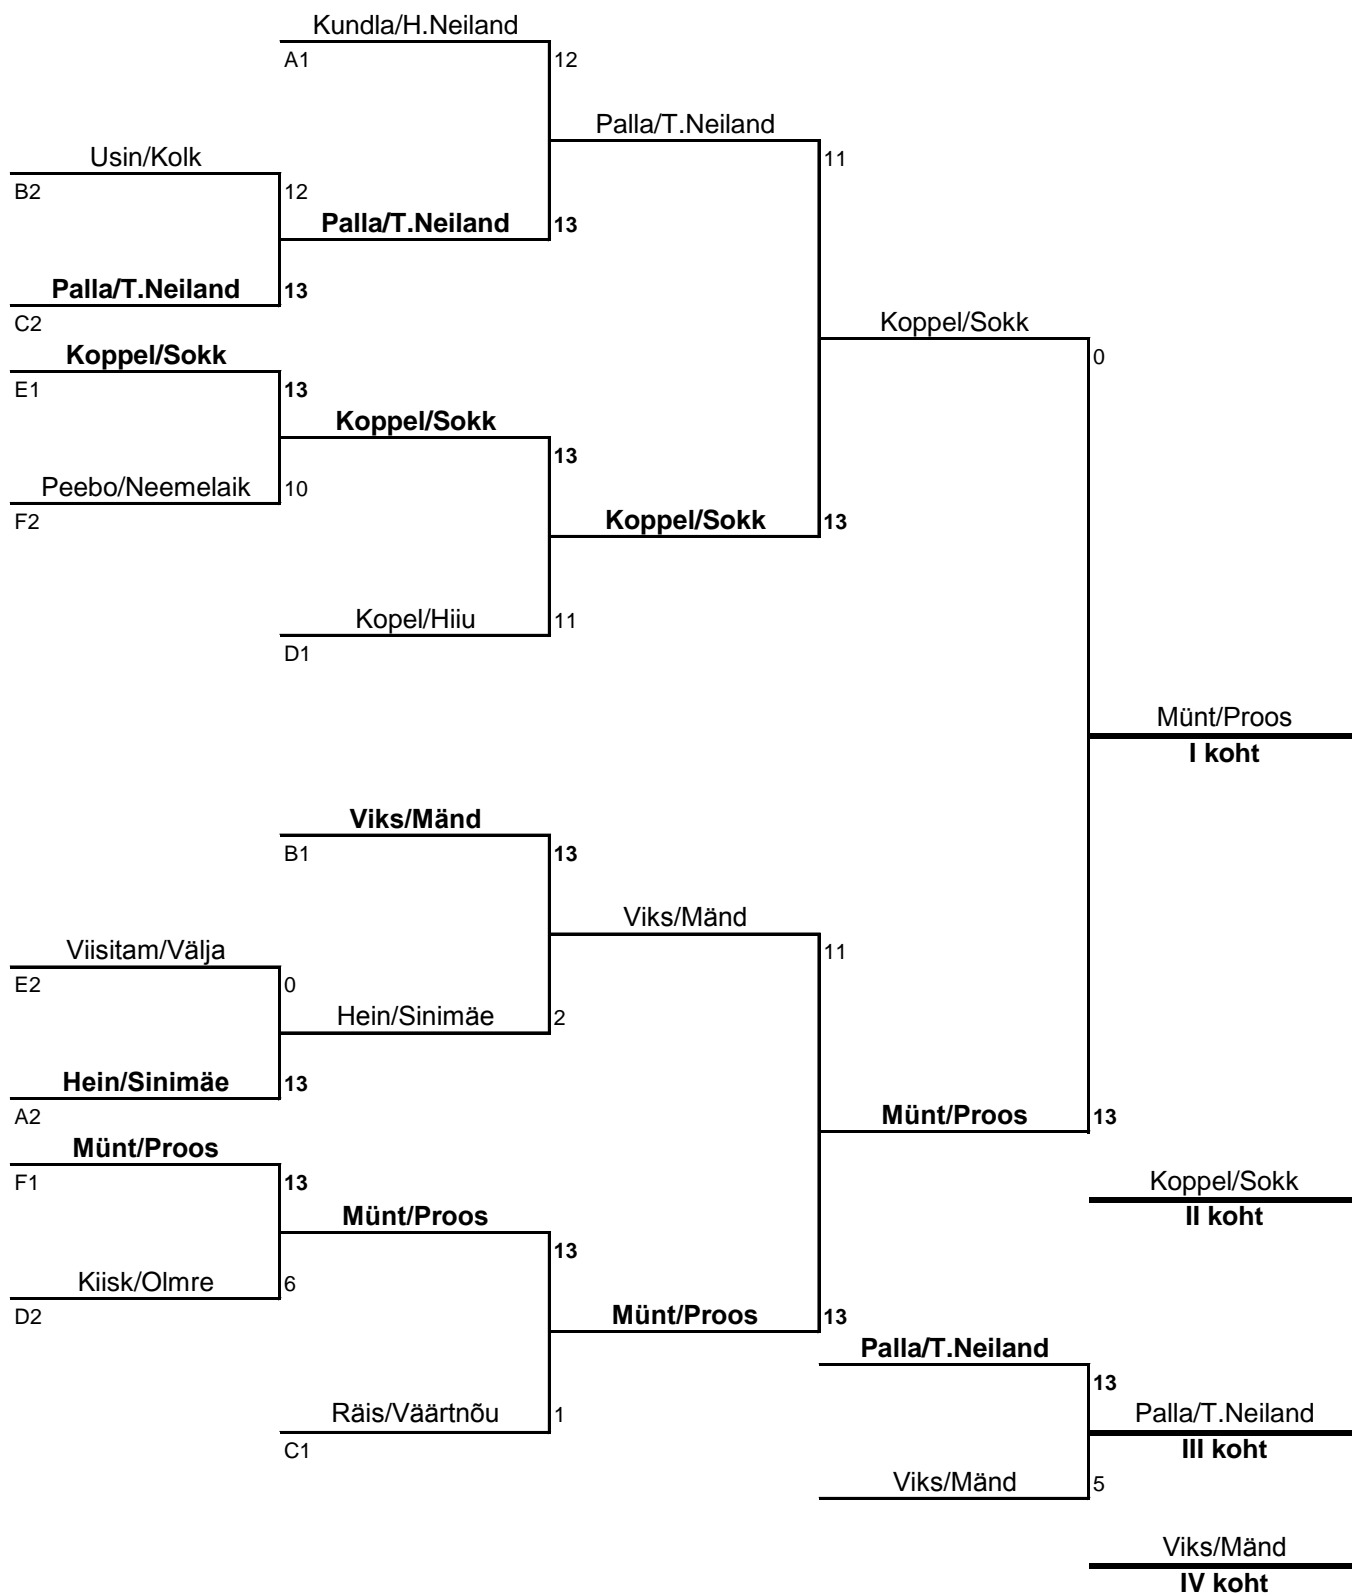 Kundla/H.Neiland
A1
12
Palla/T.Neiland
11
Usin/Kolk
B2
12
Palla/T.Neiland
13
Palla/T.Neiland
13
C2
Koppel/Sokk
0
Koppel/Sokk
E1
13
Koppel/Sokk
13
Peebo/Neemelaik
10
F2
Koppel/Sokk
13
Kopel/Hiiu
11
D1
Münt/Proos
I koht
Viks/Mänd
B1
13
Viks/Mänd
11
Viisitam/Välja
E2
0
Hein/Sinimäe
2
Hein/Sinimäe
13
A2
Münt/Proos
13
Münt/Proos
F1
13
Koppel/Sokk
II koht
Münt/Proos
13
Kiisk/Olmre
6
D2
Münt/Proos
13
Palla/T.Neiland
13
Räis/Väärtnõu
1
C1
Palla/T.Neiland
III koht
Viks/Mänd
5
Viks/Mänd
IV koht